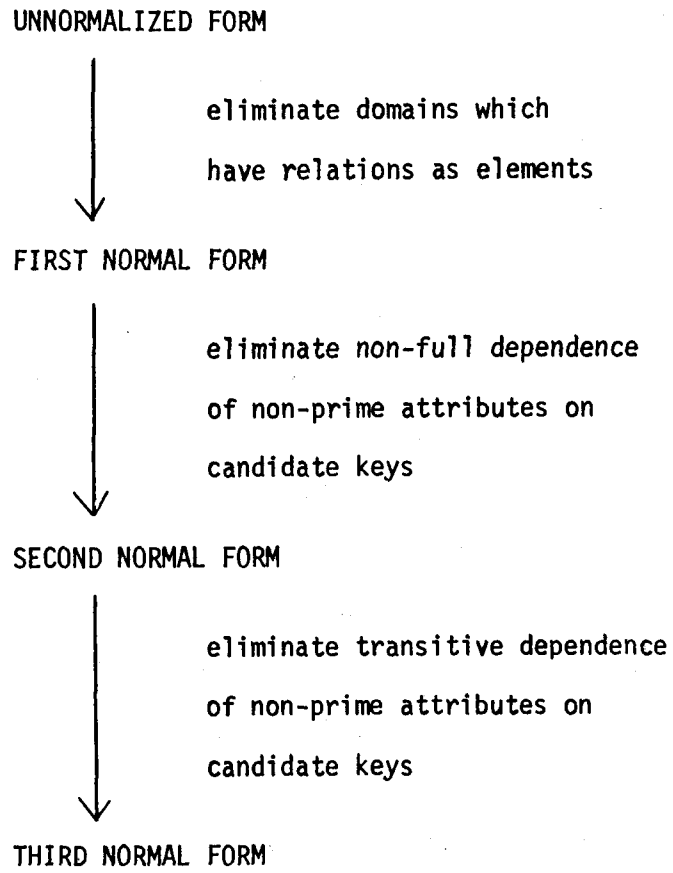 UNNORMALIZED FORM
eliminate domains which
have relations as elements
FIRST NORMAL FORM
eliminate non-full dependence
of non-prime attributes on
candidate keys
SECOND NORMAL FORM
eliminate transitive dependence
of non-prime attributes on
candidate keys
THIRD NORMAL FORM